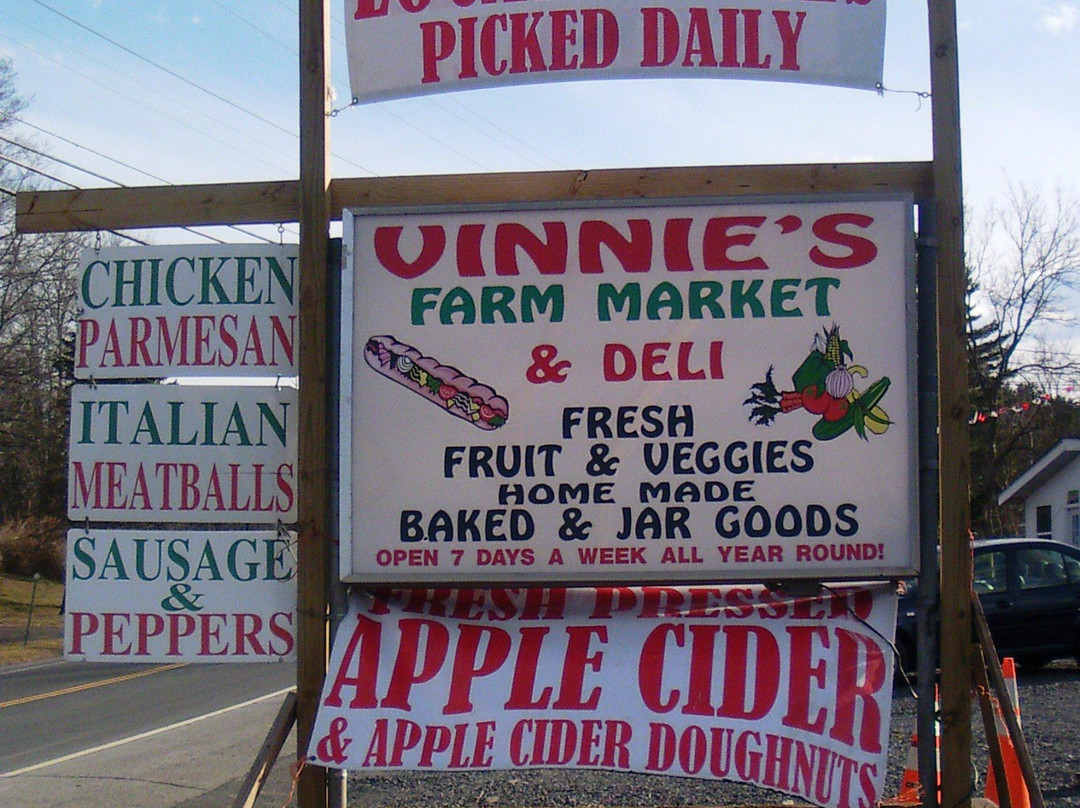 PICKED DAILY
CHICKEN
PARMESAN
ITALIAN
MEATBALLS
SAUSAGE
&
PEPPERS
VINNIE'S
FARM MARKET
& DELI
FRESH
FRUIT & VEGGIES
HOME MADE
BAKED & JAR GOODS
OPEN 7 DAYS A WEEK ALL YEAR ROUND!
FRESH PRESSED
APPLE CIDER
& APPLE CIDER DOUGHNUTS